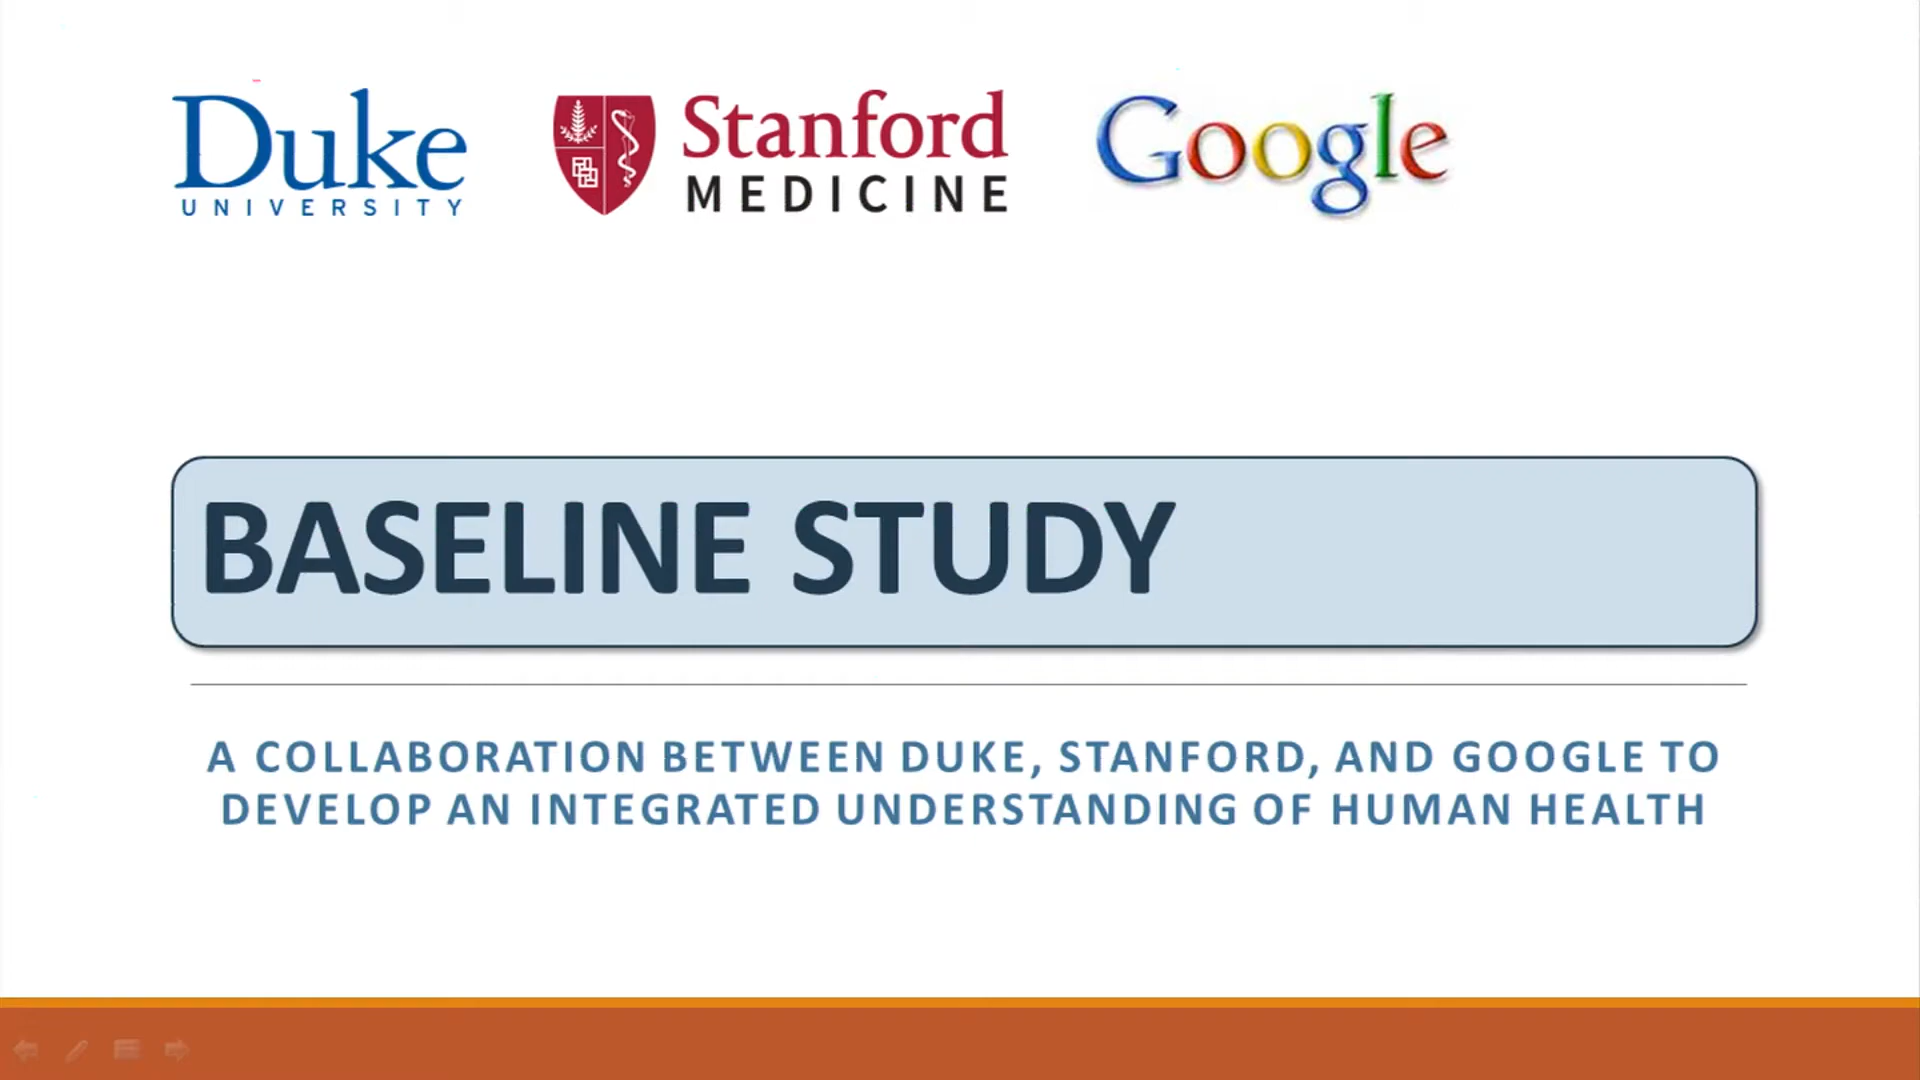 Duke
UNIVERSITY
Stanford
MEDICINE
Google
BASELINE STUDY
A COLLABORATION BETWEEN DUKE, STANFORD, AND GOOGLE TO
DEVELOP AN INTEGRATED UNDERSTANDING OF HUMAN HEALTH